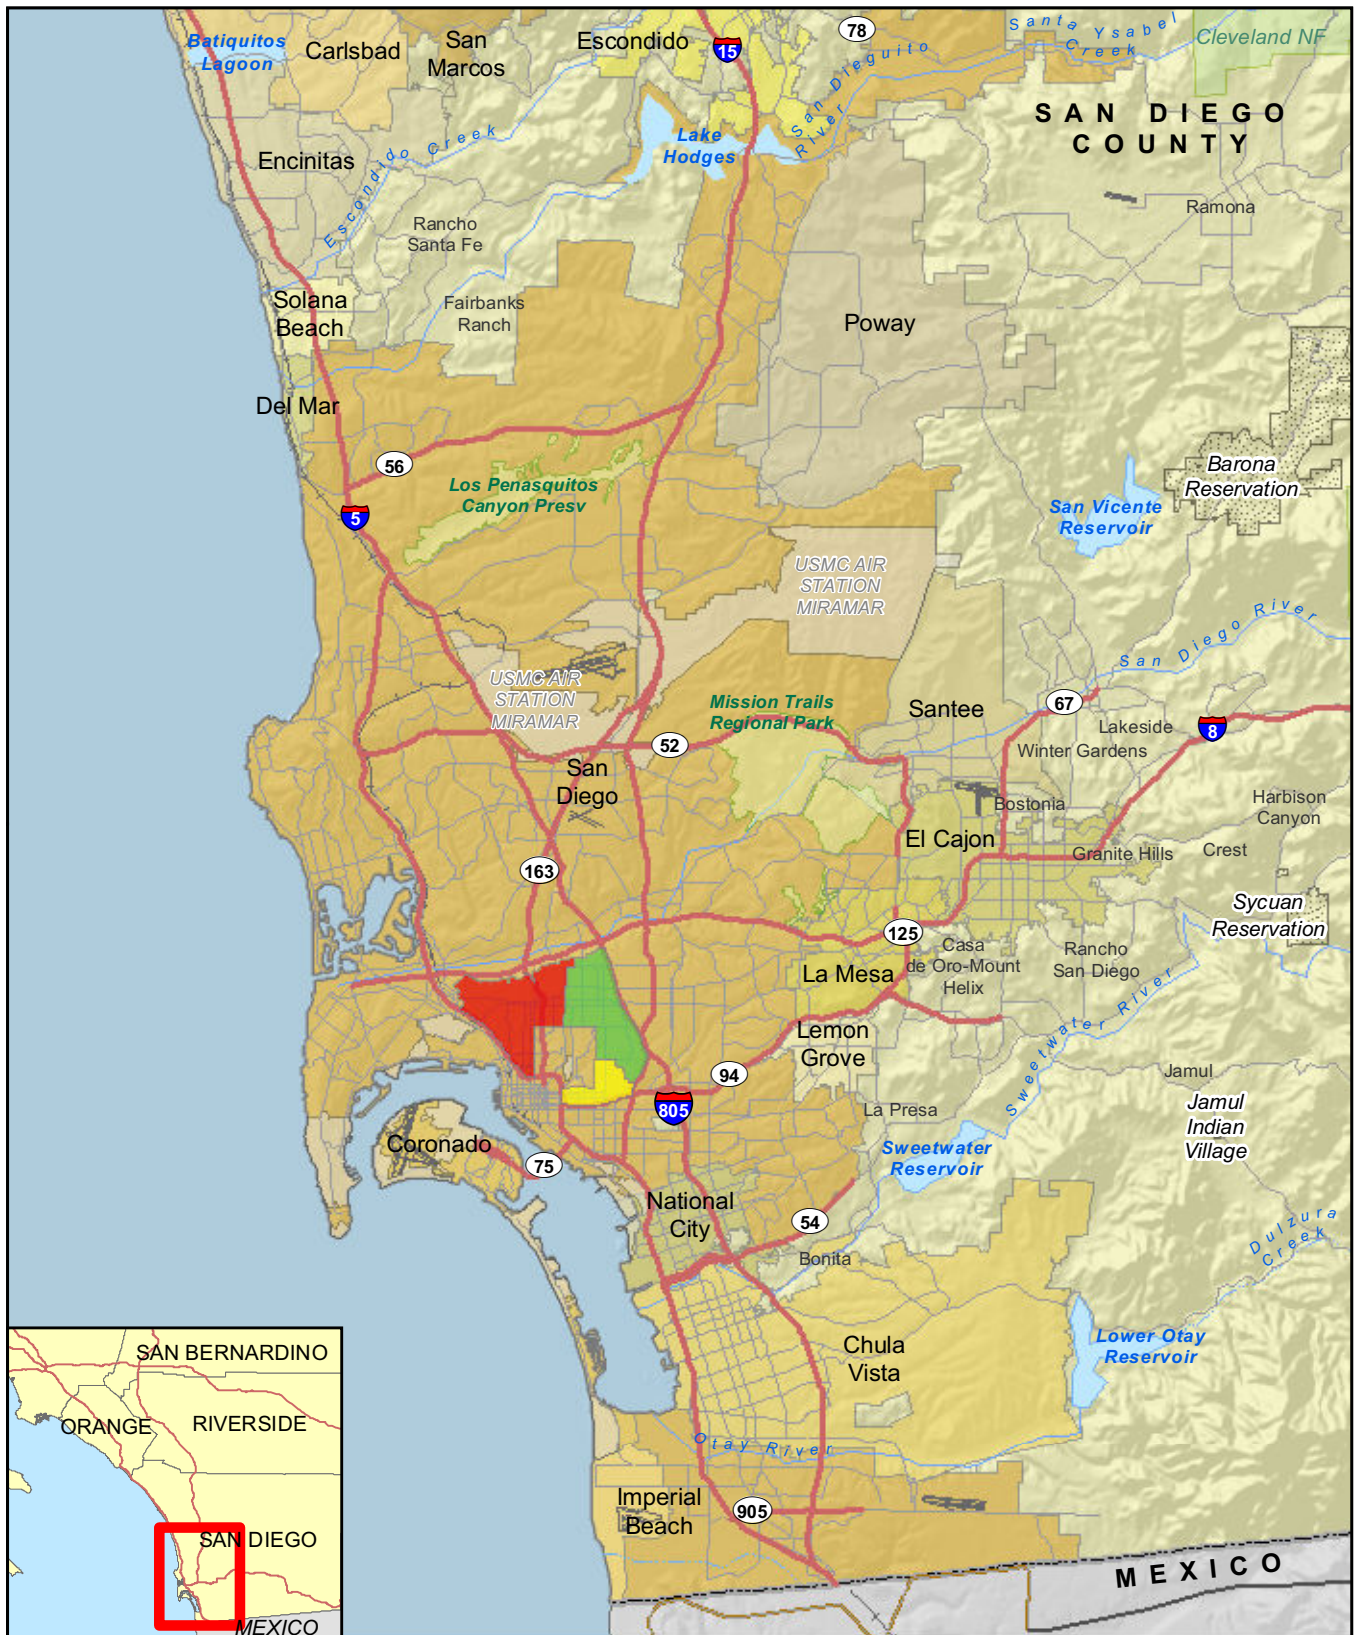 Batiquitos
Lagoon
Carlsbad
San
Marcos
Escondido
15
78
Santa Ysabel
Creek
Cleveland NF
San Dieguito
River
SAN DIEGO
COUNTY
Lake
Hodges
Encinitas
Escondido Creek
Rancho
Santa Fe
Ramona
Solana
Beach
Fairbanks
Ranch
Poway
Del Mar
56
Los Penasquitos
Canyon Presv
5
Barona
Reservation
San Vicente
Reservoir
USMC AIR
STATION
MIRAMAR
San Diego River
USMC AIR
STATION
MIRAMAR
Mission Trails
Regional Park
Santee
67
Lakeside
Winter Gardens
8
52
San
Diego
Bostonia
Harbison
Canyon
El Cajon
Granite Hills
Crest
163
Sycuan
Reservation
125
Casa
de Oro-Mount
Helix
Rancho
San Diego
La Mesa
Lemon
Grove
Sweetwater River
94
Jamul
805
La Presa
Jamul
Indian
Village
Coronado
75
Sweetwater
Reservoir
National
City
54
Bonita
Dulzura
Creek
Chula
Vista
Lower Otay
Reservoir
Otay River
Imperial
Beach
905
MEXICO
SAN BERNARDINO
ORANGE
RIVERSIDE
SAN DIEGO
MEXICO